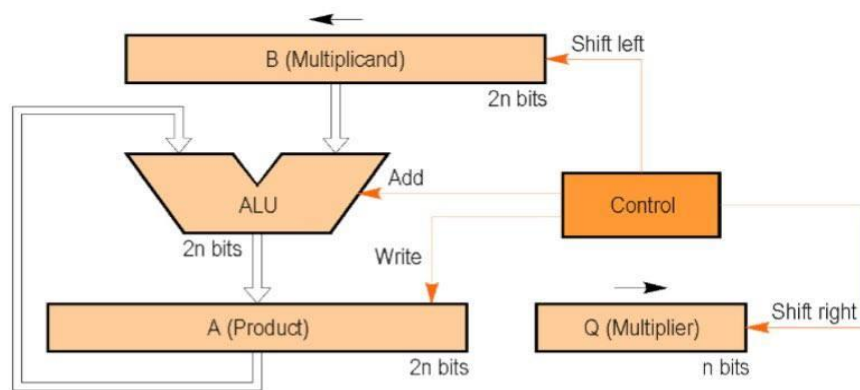 B (Multiplicand)
Shift left
2n bits
Add
ALU
Control
2n bits
Write
A (Product)
Q (Multiplier)
Shift right
2n bits
n bits